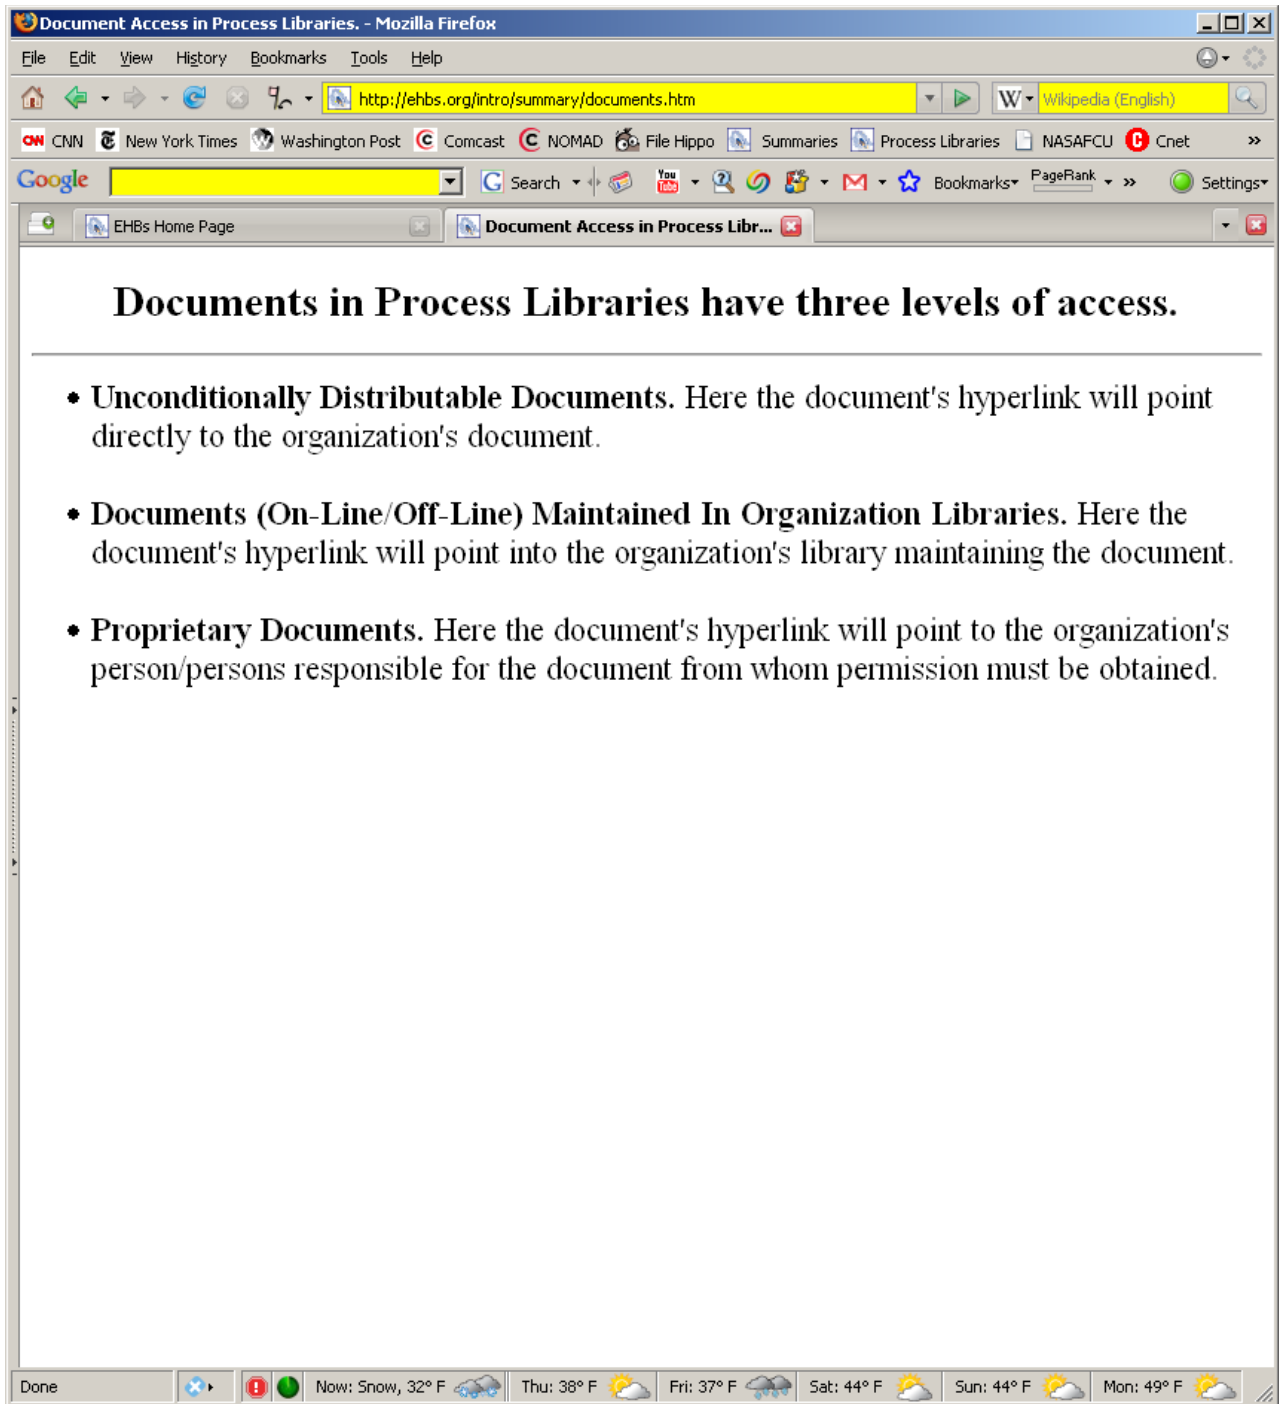 Document Access in Process Libraries. - Mozilla Firefox
File Edit View History Bookmarks Tools Help
http://ehbs.org/intro/summary/documents.htm W Wikipedia (English)
CNN CNN New York Times Washington Post C Comcast C NOMAD File Hippo Summaries Process Libraries NASAFCU C Cnet »
Google G Search You Tube M Bookmarks PageRank » Settings
EHBs Home Page Document Access in Process Libr...
Documents in Process Libraries have three levels of access.
• Unconditionally Distributable Documents. Here the document's hyperlink will point
directly to the organization's document.
• Documents (On-Line/Off-Line) Maintained In Organization Libraries. Here the
document's hyperlink will point into the organization's library maintaining the document.
• Proprietary Documents. Here the document's hyperlink will point to the organization's
person/persons responsible for the document from whom permission must be obtained.
Done Now: Snow, 32° F Thu: 38° F Fri: 37° F Sat: 44° F Sun: 44° F Mon: 49° F